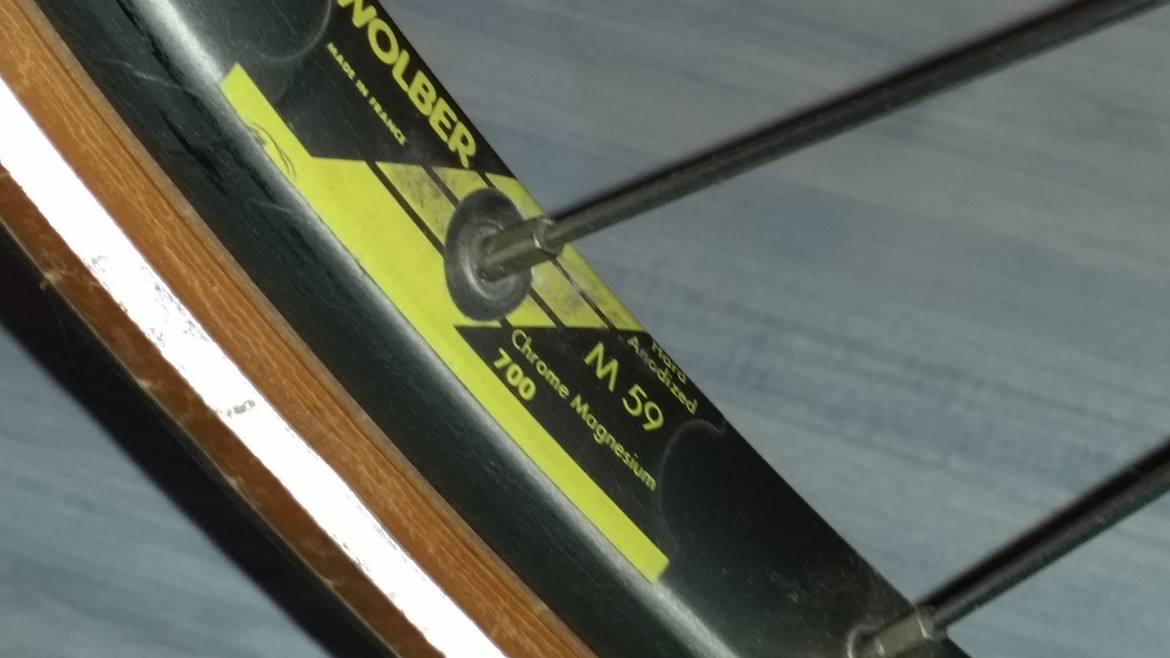 WOLBER
MADE IN FRANCE
Hard
Anodized
M 59
Chrome Magnesium
700